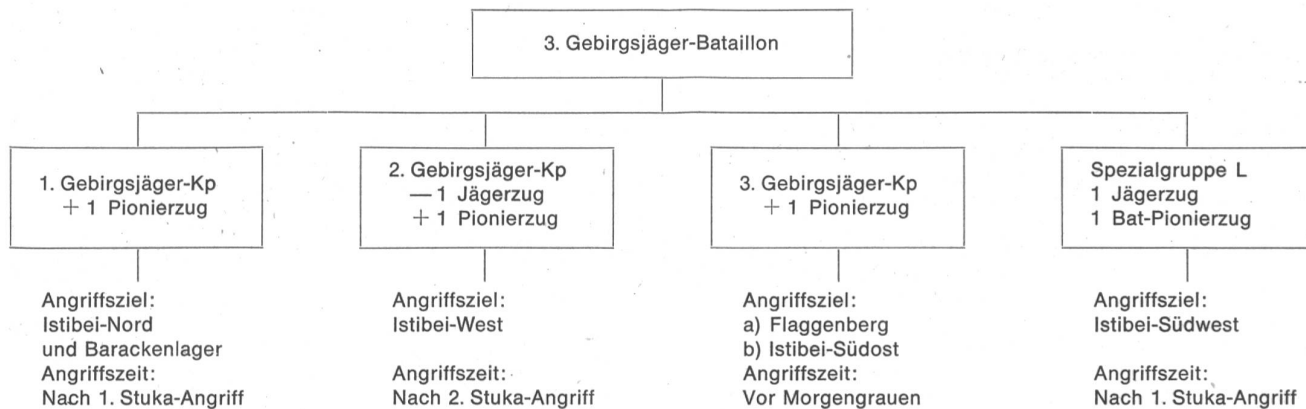 3. Gebirgsjäger-Bataillon
1. Gebirgsjäger-Kp
+ 1 Pionierzug
2. Gebirgsjäger-Kp
— 1 Jägerzug
+ 1 Pionierzug
3. Gebirgsjäger-Kp
+ 1 Pionierzug
Spezialgruppe L
1 Jägerzug
1 Bat-Pionierzug
Angriffsziel:
Istibei-Nord
und Barackenlager
Angriffszeit:
Nach 1. Stuka-Angriff
Angriffsziel:
Istibei-West
Angriffszeit:
Nach 2. Stuka-Angriff
Angriffsziel:
a) Flaggenberg
b) Istibei-Südost
Angriffszeit:
Vor Morgengrauen
Angriffsziel:
Istibei-Südwest
Angriffszeit:
Nach 1. Stuka-Angriff